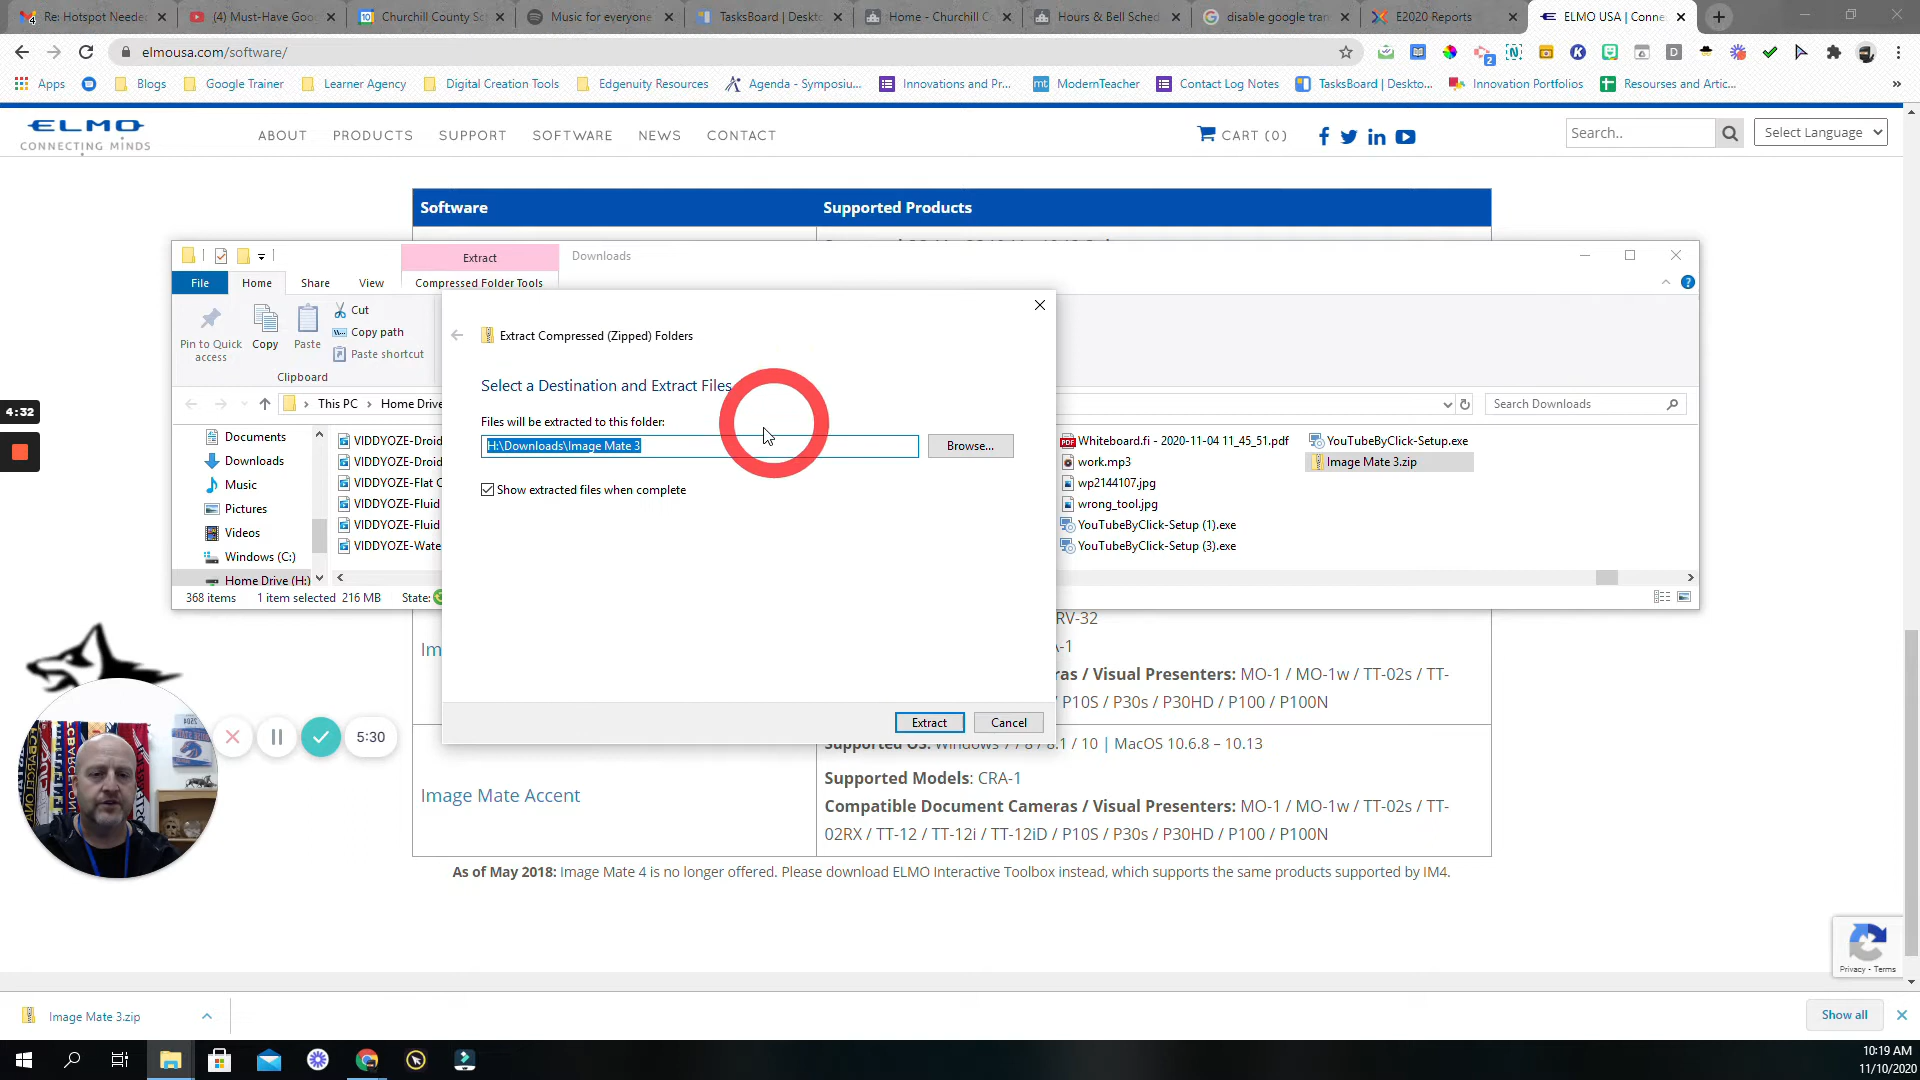 Re: Hotspot Neede
(4) Must-Have Goo
Churchill County Sc
Music for everyone
TasksBoard | Deskto
Home - Churchill C
Hours & Bell Sched
disable google tran
E2020 Reports
ELMO USA | Conne
elmousa.com/software/
Apps
Blogs
Google Trainer
Learner Agency
Digital Creation Tools
Edgenuity Resources
Agenda - Symposiu...
Innovations and Pr...
ModernTeacher
Contact Log Notes
TasksBoard | Deskto...
Innovation Portfolios
Resourses and Artic...
ELMO
CONNECTING MINDS
ABOUT
PRODUCTS
SUPPORT
SOFTWARE
NEWS
CONTACT
CART (0)
Search..
Select Language
Software
Supported Products
Extract
Downloads
File
Home
Share
View
Compressed Folder Tools
Pin to Quick
access
Copy
Paste
Cut
Copy path
Paste shortcut
Clipboard
This PC
Home Drive
Search Downloads
Documents
Downloads
Music
Pictures
Videos
Windows (C:)
Home Drive (H:)
VIDDYOZE-Droid
VIDDYOZE-Droid
VIDDYOZE-Flat C
VIDDYOZE-Fluid
VIDDYOZE-Fluid
VIDDYOZE-Wate
Whiteboard.fi - 2020-11-04 11_45_51.pdf
work.mp3
wp2144107.jpg
wrong_tool.jpg
YouTubeByClick-Setup (1).exe
YouTubeByClick-Setup (3).exe
YouTubeByClick-Setup.exe
Image Mate 3.zip
368 items
1 item selected 216 MB
State:
Extract Compressed (Zipped) Folders
Select a Destination and Extract Files
Files will be extracted to this folder:
H:\Downloads\Image Mate 3
Browse...
Show extracted files when complete
Extract
Cancel
4:32
5:30
RV-32
A-1
Im
as / Visual Presenters: MO-1 / MO-1w / TT-02s / TT-
P10S / P30s / P30HD / P100 / P100N
Supported OS: Windows 7 / 8 / 8.1 / 10 | MacOS 10.6.8 – 10.13
Image Mate Accent
Supported Models: CRA-1
Compatible Document Cameras / Visual Presenters: MO-1 / MO-1w / TT-02s / TT-
02RX / TT-12 / TT-12i / TT-12iD / P10S / P30s / P30HD / P100 / P100N
As of May 2018: Image Mate 4 is no longer offered. Please download ELMO Interactive Toolbox instead, which supports the same products supported by IM4.
Privacy - Terms
Image Mate 3.zip
Show all
10:19 AM
11/10/2020